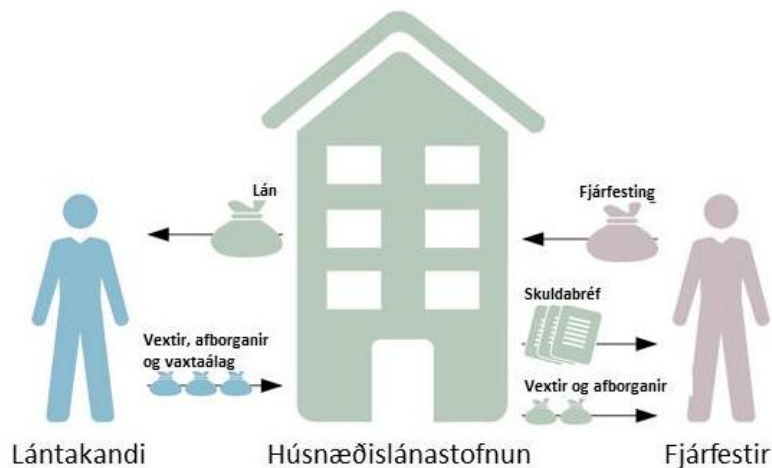 Lán
Fjárfesting
Skuldabréf
Vextir, afborganir
og vaxtaálag
Vextir og afborganir
Lántakandi
Húsnæðislánastofnun
Fjárfestir